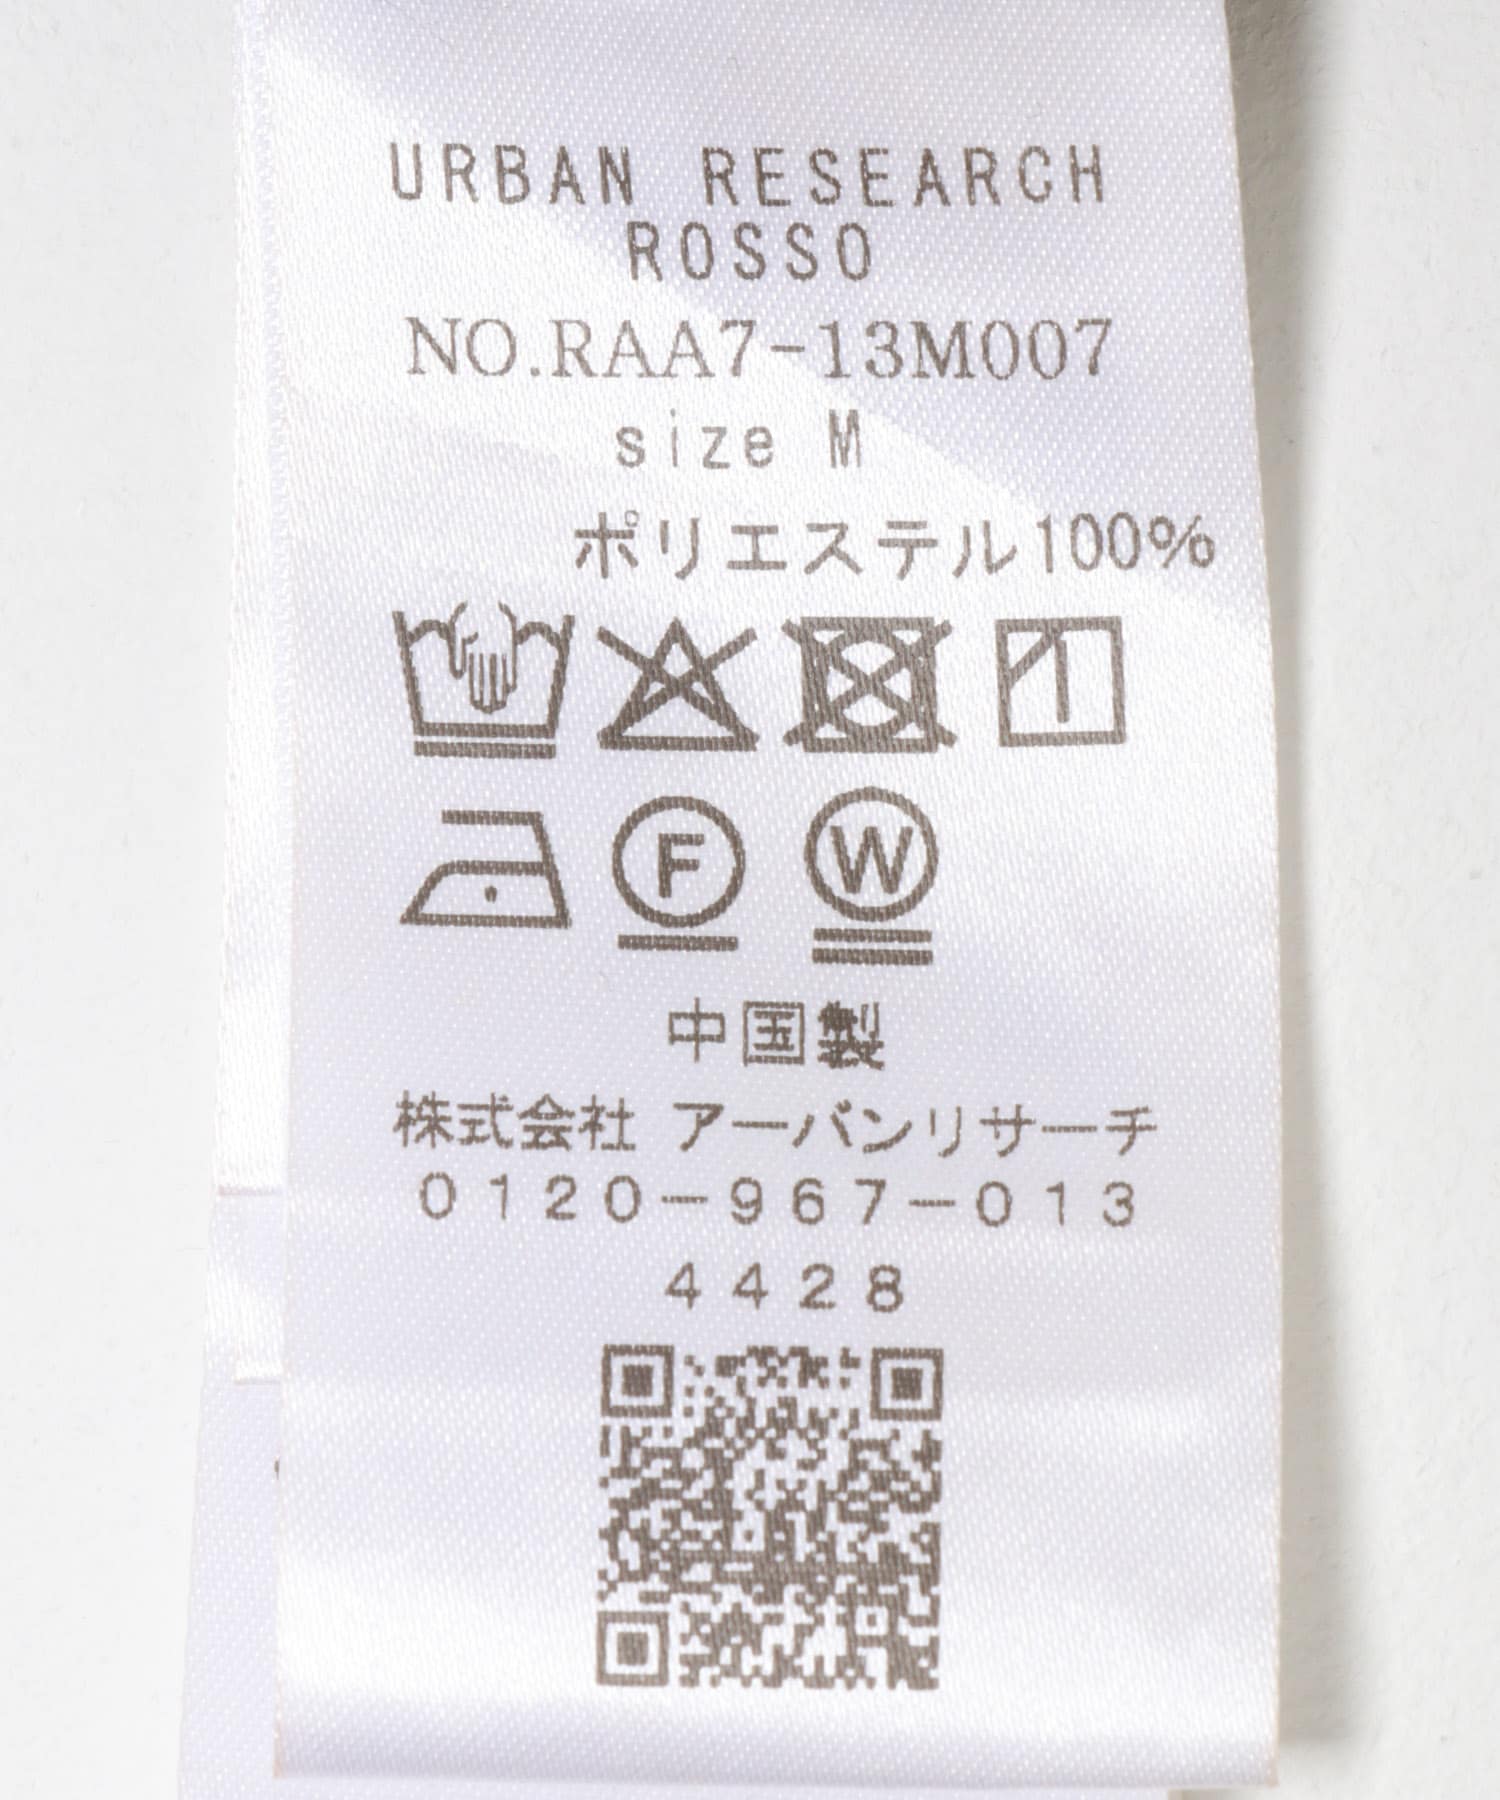 URBAN RESEARCH
ROSSO
NO.RAA7-13M007
size M
ポリエステル100%
F W
中国製
株式会社 アーバンリサーチ
0120-967-013
4428